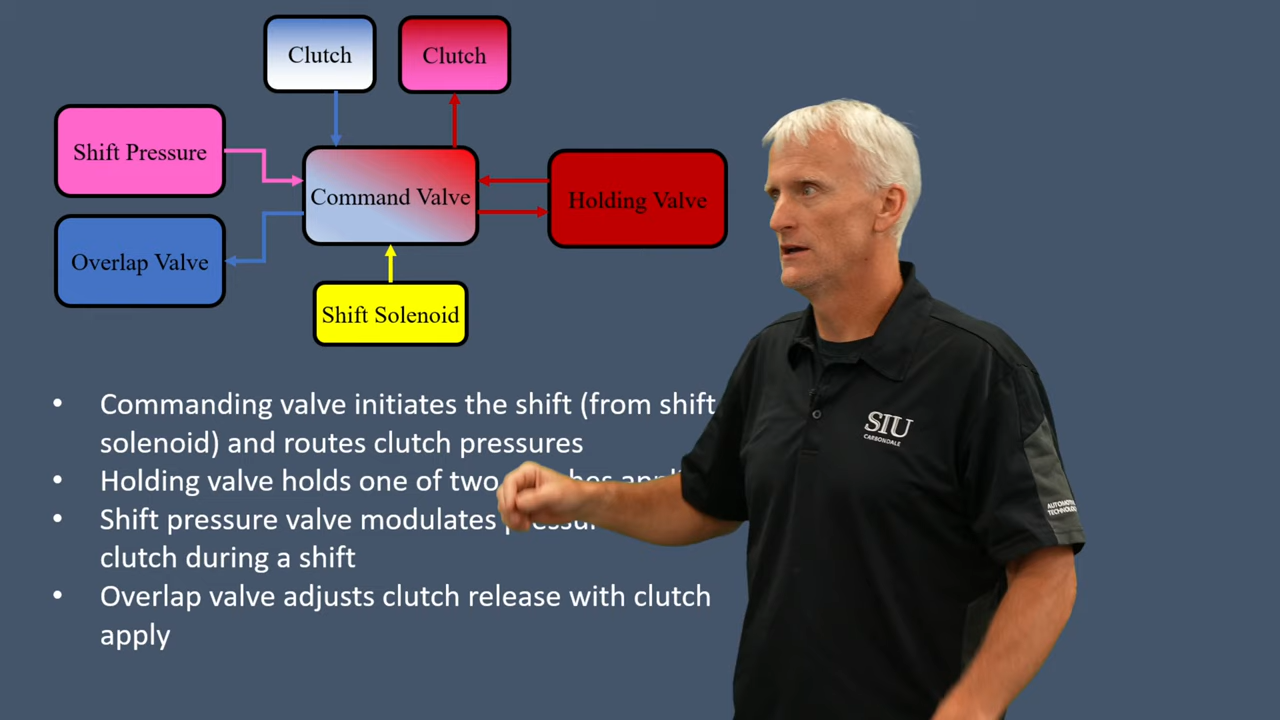 Clutch
Clutch
Shift Pressure
Command Valve
Holding Valve
Overlap Valve
Shift Solenoid
• Commanding valve initiates the shift (from shift
solenoid) and routes clutch pressures
• Holding valve holds one of two
• Shift pressure valve modulates
clutch during a shift
• Overlap valve adjusts clutch release with clutch
apply
SIU
CARBONDALE
AUTOMOTIVE